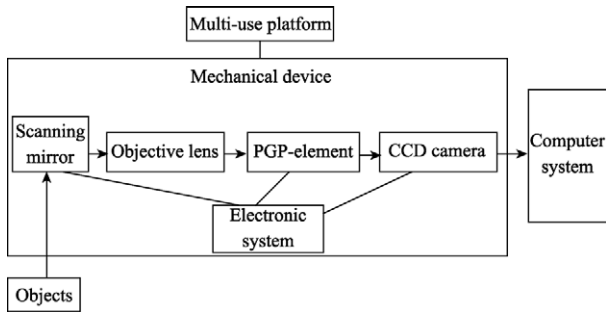 Multi-use platform
Mechanical device
Scanning
mirror
Objective lens
PGP-element
CCD camera
Computer
system
Electronic
system
Objects